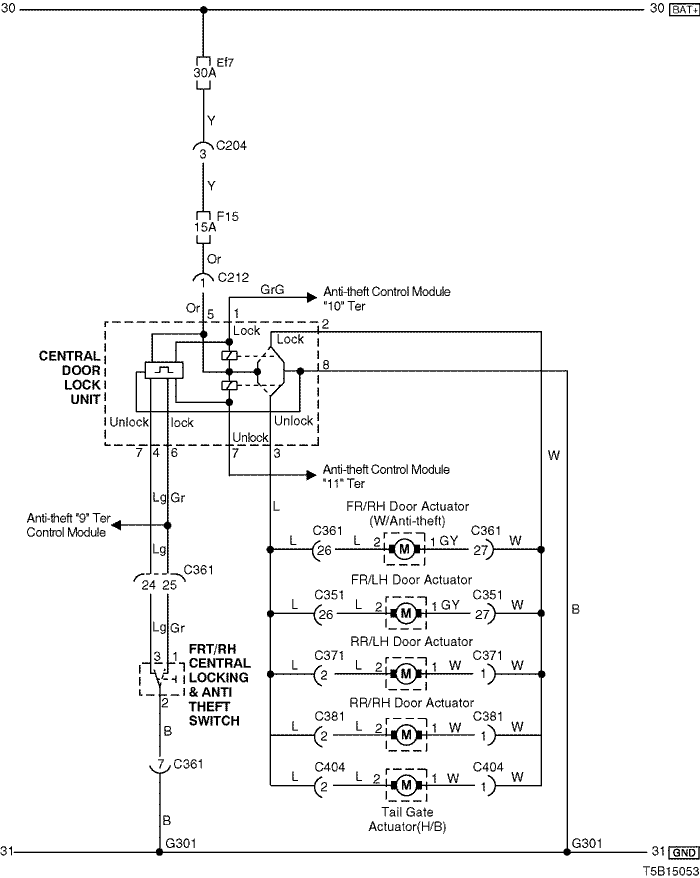 30
30 BAT+
Ef7
30A
Y
C204
3
Y
F15
15A
Or
C212
1
GrG
Anti-theft Control Module
"10" Ter
Or 5 1
2
Lock
Lock
CENTRAL
DOOR
LOCK
UNIT
8
Unlock lock
Unlock
Unlock
7 4 6 7 3
W
Anti-theft Control Module
"11" Ter
Lg Gr
L
Anti-theft "9" Ter
Control Module
FR/RH Door Actuator
(W/Anti-theft)
C361 C361
L 26 L 2 M 1 GY 27 W
Lg
C361
24 25
FR/LH Door Actuator
C351 C351
L 26 L 2 M 1 GY 27 W
B
Lg Gr
3 1
FRT/RH
CENTRAL
LOCKING
& ANTI
THEFT
SWITCH
2
RR/LH Door Actuator
C371 C371
L 2 L 2 M 1 W 1 W
RR/RH Door Actuator
C381 C381
L 2 L 2 M 1 W 1 W
B
7 C361
C404 C404
L 2 L 2 M 1 W 1 W
Tail Gate
Actuator(H/B)
B
G301
G301
31
31 GND
T5B15053